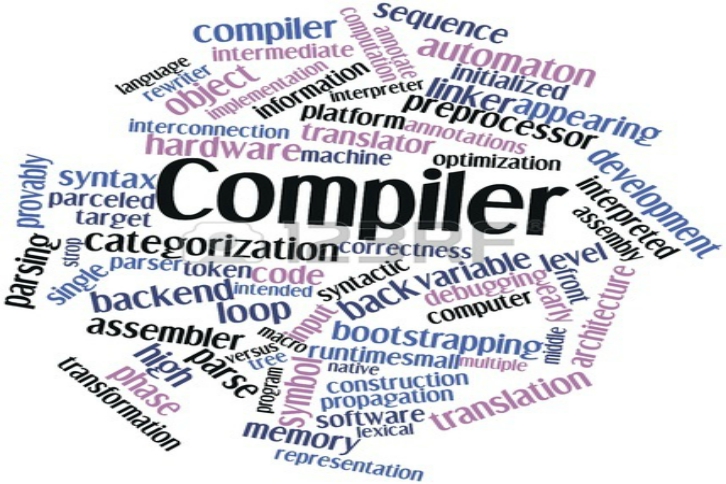 sequence
compiler
computation
annotate
automaton
intermediate
language
rewriter
object
implementation
information
interpreter
initialized
linker
appearing
preprocessor
platform
annotations
interconnection
translator
hardware
machine
optimization
development
provably
syntax
Compiler
interpreted
assembly
parceled
target
123RF
parsing
strop
categorization
correctness
single
parser
token
code
syntactic
back
variable
level
front
debugging
early
architecture
backend
intended
loop
input
computer
assembler
macro
bootstrapping
middle
high
parse
versus
tree
runtime
small
multiple
native
phase
program
symbol
construction
propagation
translation
transformation
software
memory
lexical
representation